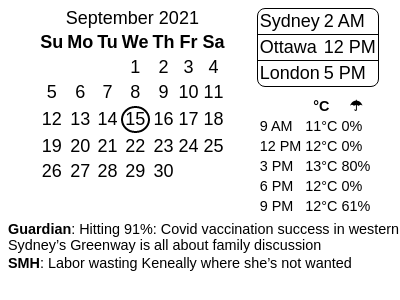 September 2021
Su Mo Tu We Th Fr Sa
1 2 3 4
5 6 7 8 9 10 11
12 13 14 15 16 17 18
19 20 21 22 23 24 25
26 27 28 29 30
Sydney 2 AM
Ottawa 12 PM
London 5 PM
°C ☂
9 AM 11°C 0%
12 PM 12°C 0%
3 PM 13°C 80%
6 PM 12°C 0%
9 PM 12°C 61%
Guardian: Hitting 91%: Covid vaccination success in western
Sydney’s Greenway is all about family discussion
SMH: Labor wasting Keneally where she’s not wanted